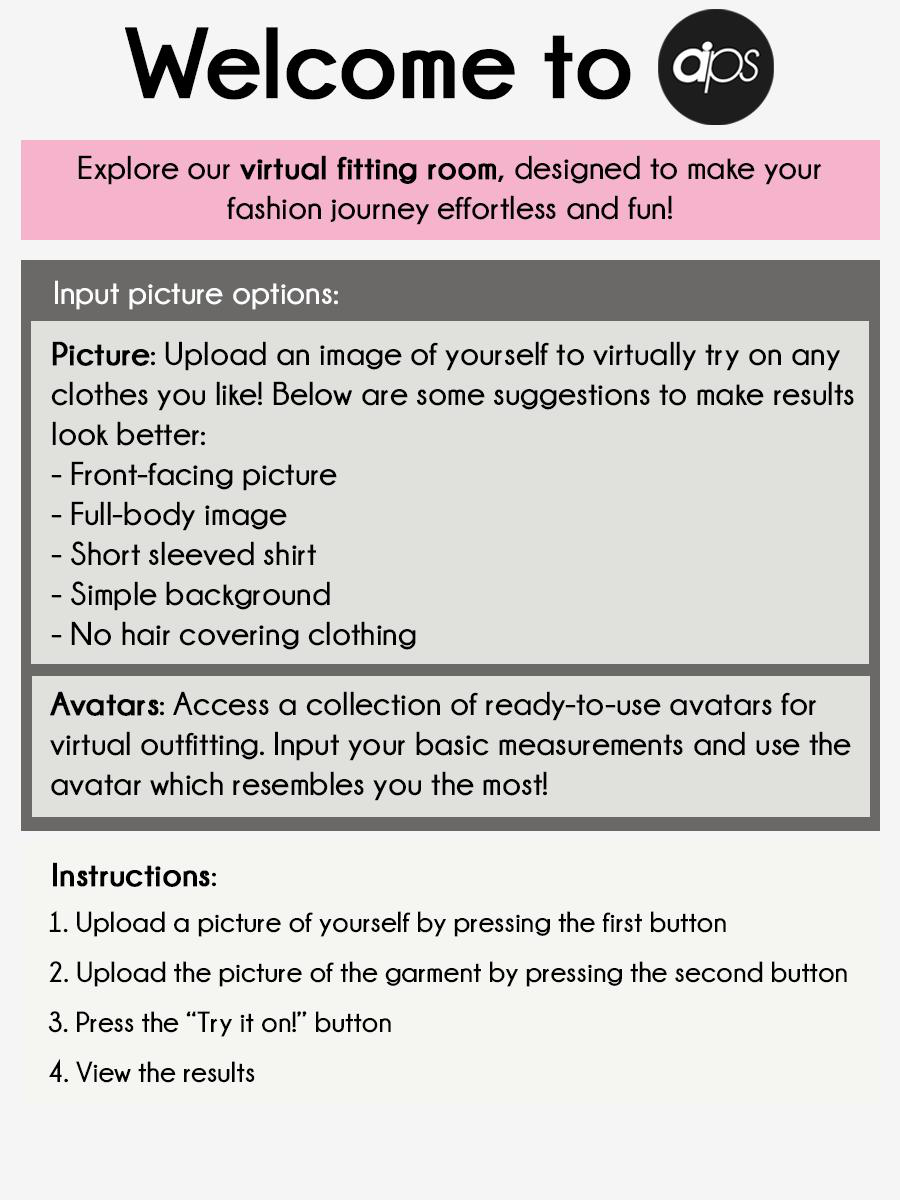 Welcome to aips
Explore our virtual fitting room, designed to make your
fashion journey effortless and fun!
Input picture options:
Picture: Upload an image of yourself to virtually try on any
clothes you like! Below are some suggestions to make results
look better:
- Front-facing picture
- Full-body image
- Short sleeved shirt
- Simple background
- No hair covering clothing
Avatars: Access a collection of ready-to-use avatars for
virtual outfitting. Input your basic measurements and use the
avatar which resembles you the most!
Instructions:
1. Upload a picture of yourself by pressing the first button
2. Upload the picture of the garment by pressing the second button
3. Press the “Try it on!” button
4. View the results